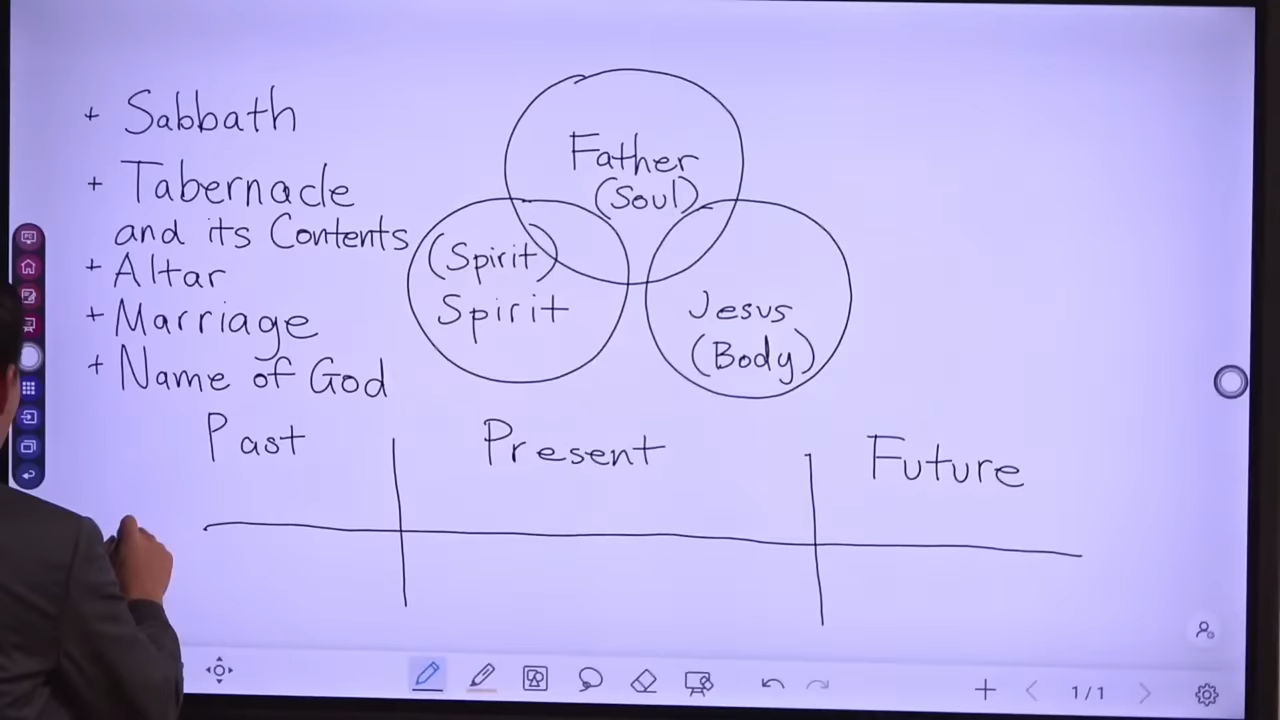 + Sabbath
+ Tabernacle
and its Contents
+ Altar
+ Marriage
+ Name of God
Father
(Soul)
(Spirit)
Spirit
Jesus
(Body)
Past
Present
Future
1/1